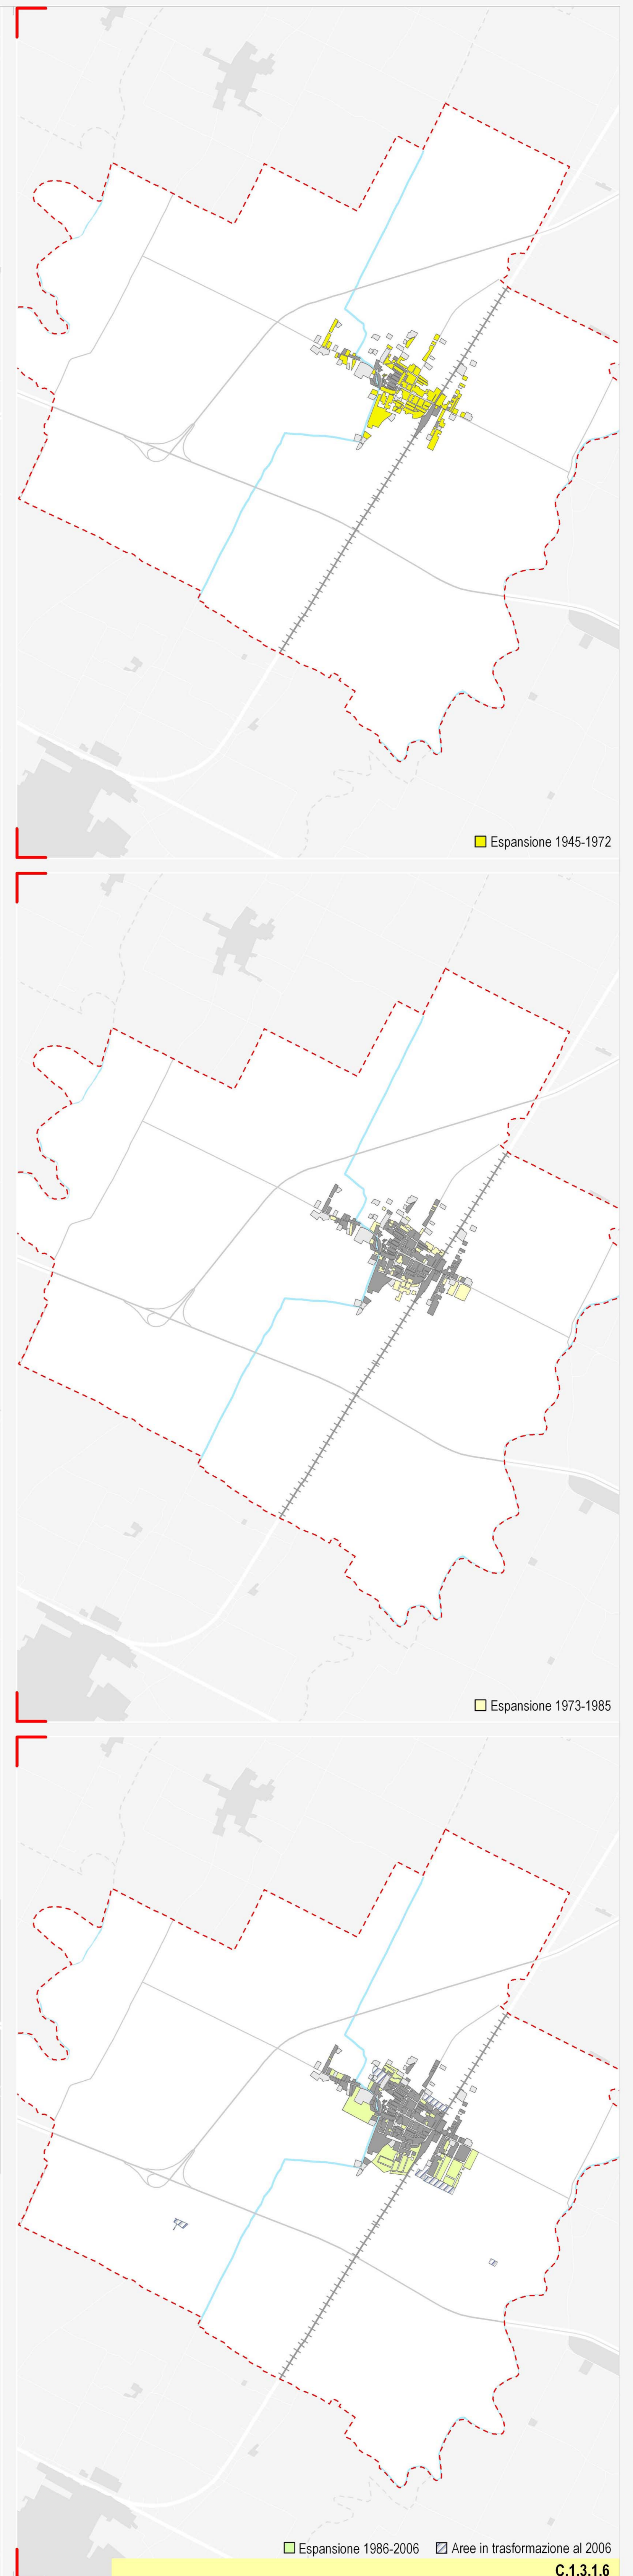 Espansione 1945-1972
Espansione 1973-1985
Espansione 1986-2006 Aree in trasformazione al 2006
C.1.3.1.6